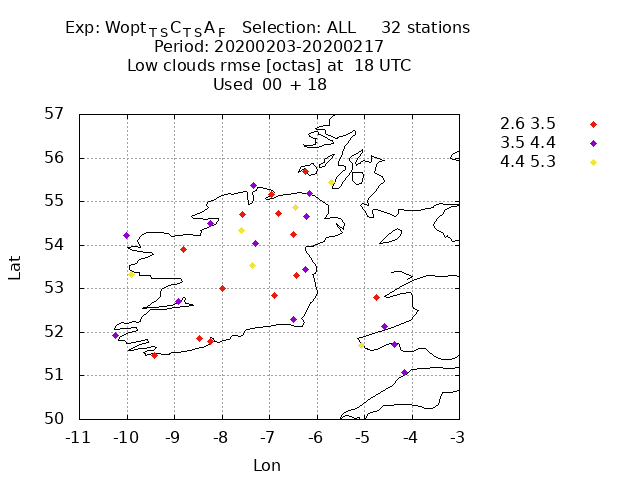 Exp: Wopt T S C T S A F   Selection: ALL     32 stations
Period: 20200203-20200217
Low clouds rmse [octas] at  18 UTC
Used  00 + 18
2.6 3.5
3.5 4.4
4.4 5.3
Lat
57
56
55
54
53
52
51
50
-11 -10 -9 -8 -7 -6 -5 -4 -3
Lon